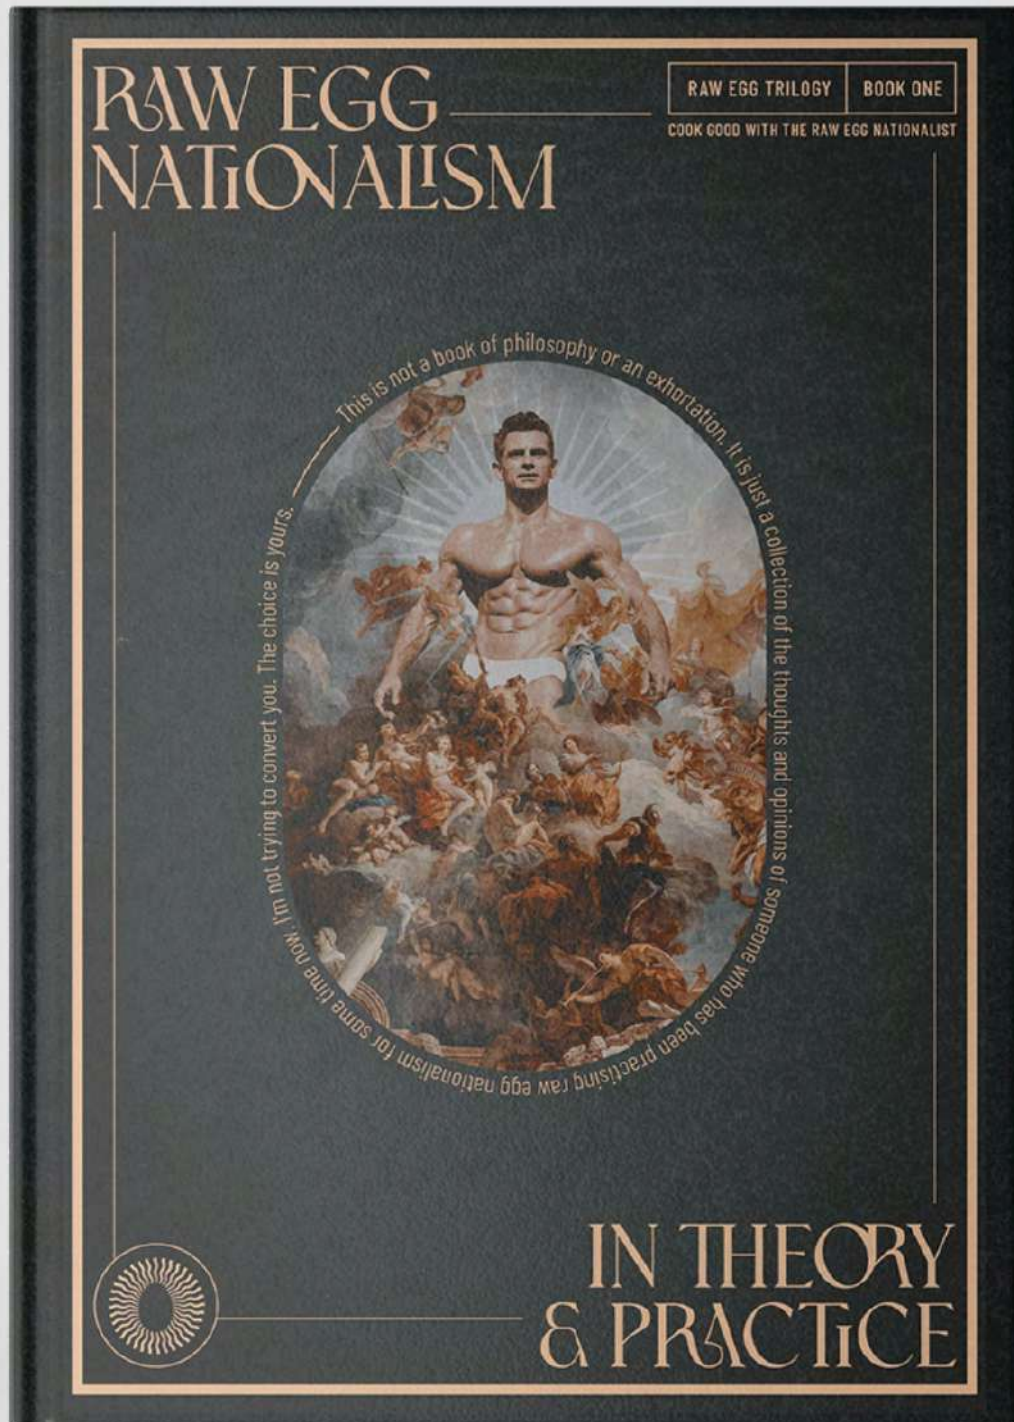 RAW EGG
NATIONALISM
RAW EGG TRILOGY
BOOK ONE
COOK GOOD WITH THE RAW EGG NATIONALIST
This is not a book of philosophy or an exhortation. It is just a collection of the thoughts and opinions of someone who has been practising raw egg nationalism for some time now. I'm not trying to convert you. The choice is yours.
IN THEORY
& PRACTICE